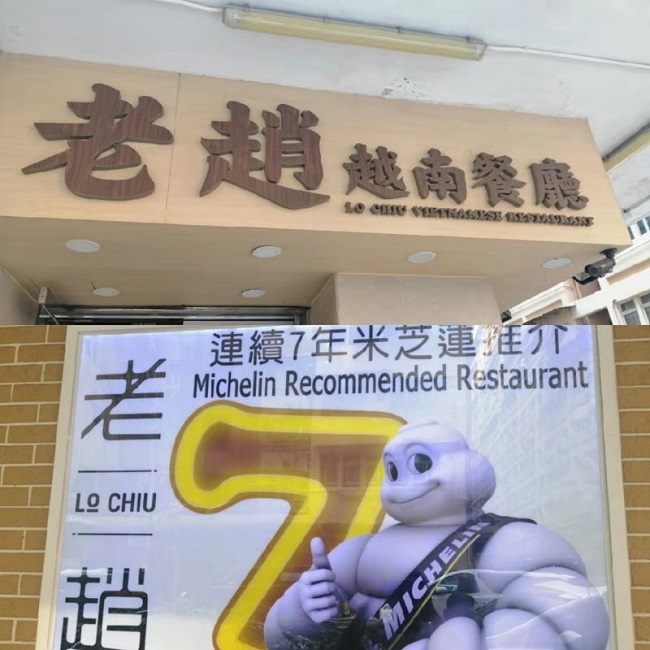 老趙越南餐廳
LO CHIU VIETNAMESE RESTAURANT
連續7年米芝蓮推介
Michelin Recommended Restaurant
老
LO CHIU
趙
7
MICHELIN